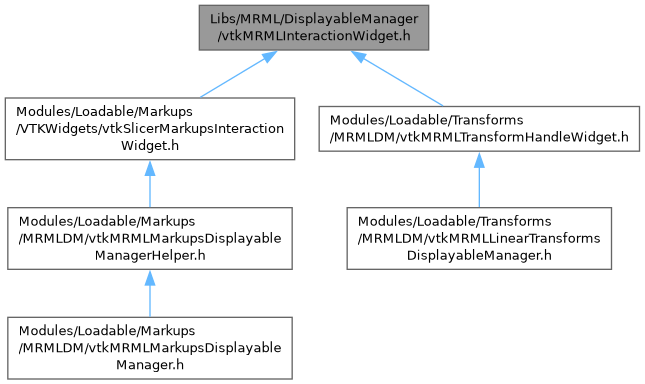 Libs/MRML/DisplayableManager
/vtkMRMLInteractionWidget.h
Modules/Loadable/Markups
/VTKWidgets/vtkSlicerMarkupsInteraction
Widget.h
Modules/Loadable/Transforms
/MRMLDM/vtkMRMLTransformHandleWidget.h
Modules/Loadable/Markups
/MRMLDM/vtkMRMLMarkupsDisplayable
ManagerHelper.h
Modules/Loadable/Transforms
/MRMLDM/vtkMRMLLinearTransforms
DisplayableManager.h
Modules/Loadable/Markups
/MRMLDM/vtkMRMLMarkupsDisplayable
Manager.h